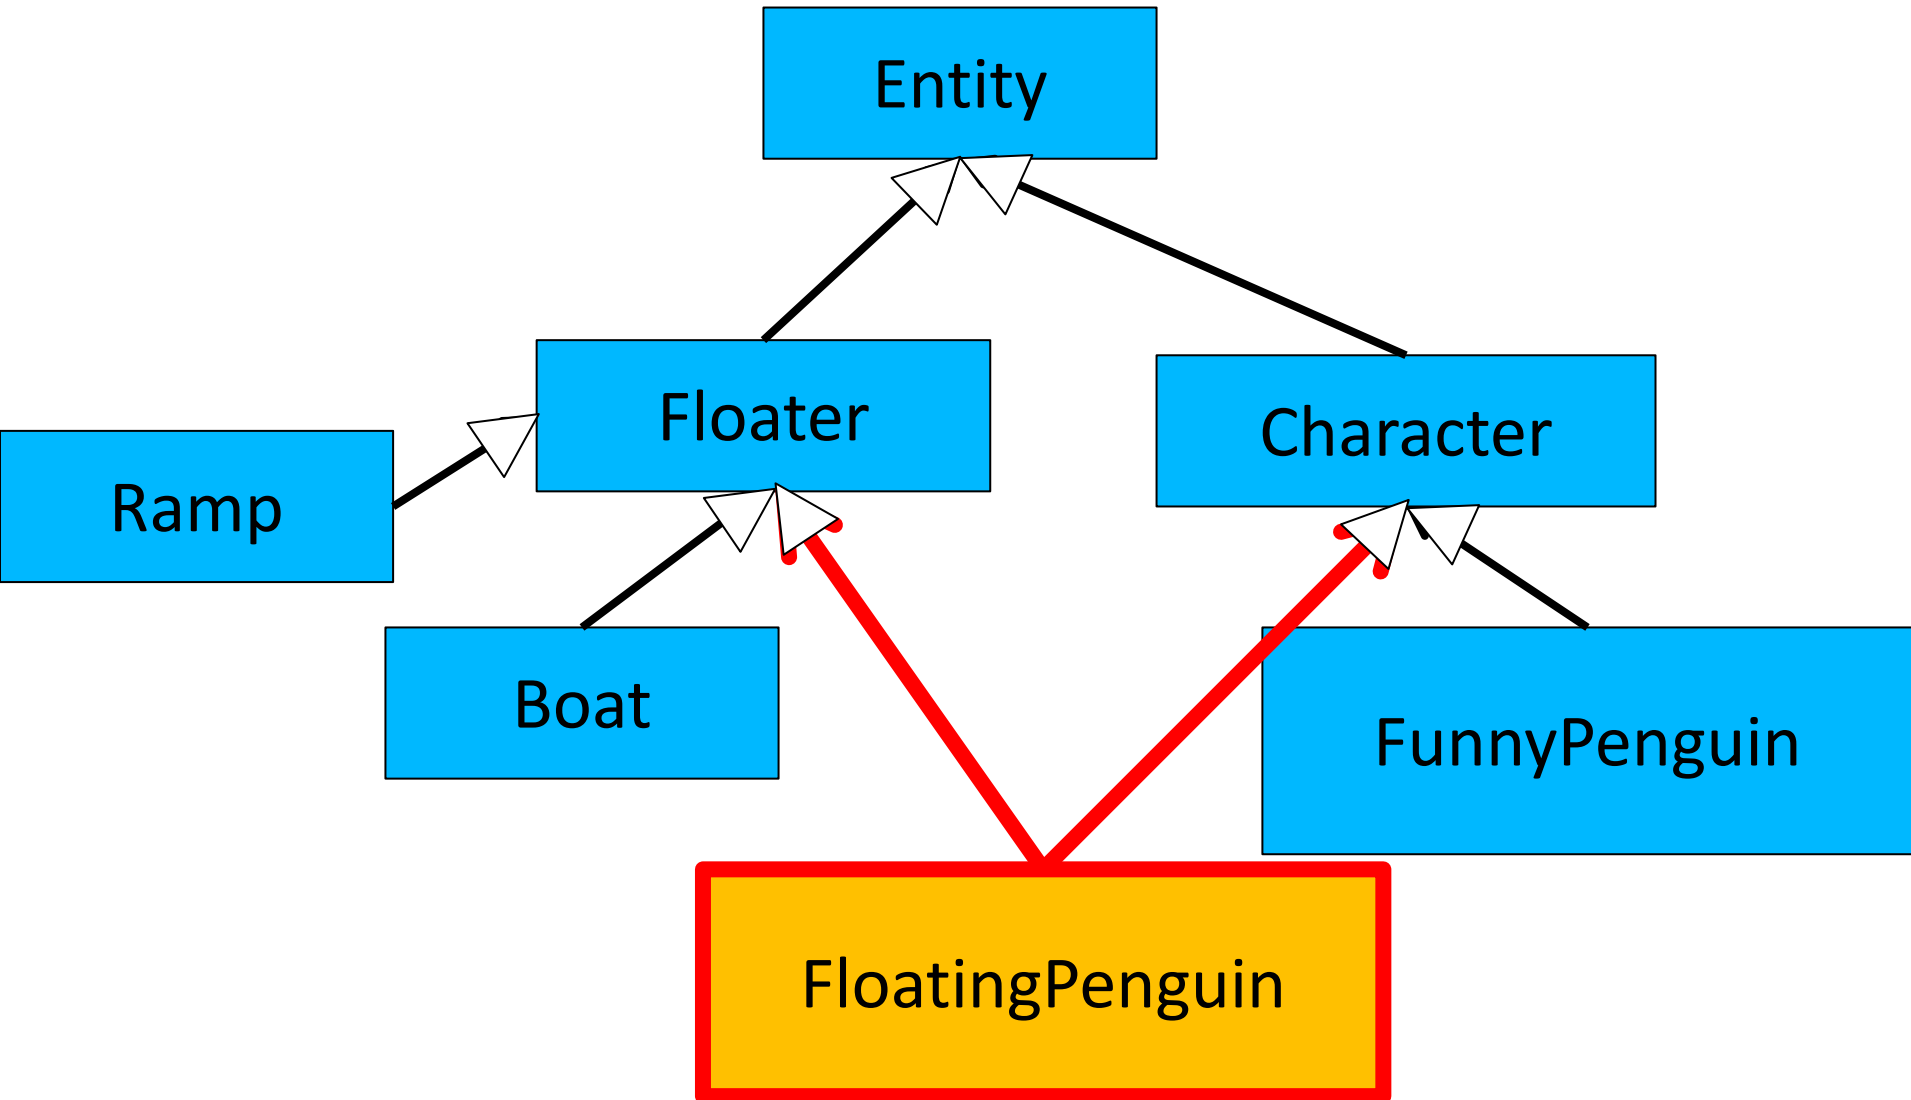 Entity
Floater
Character
Ramp
Boat
FunnyPenguin
FloatingPenguin